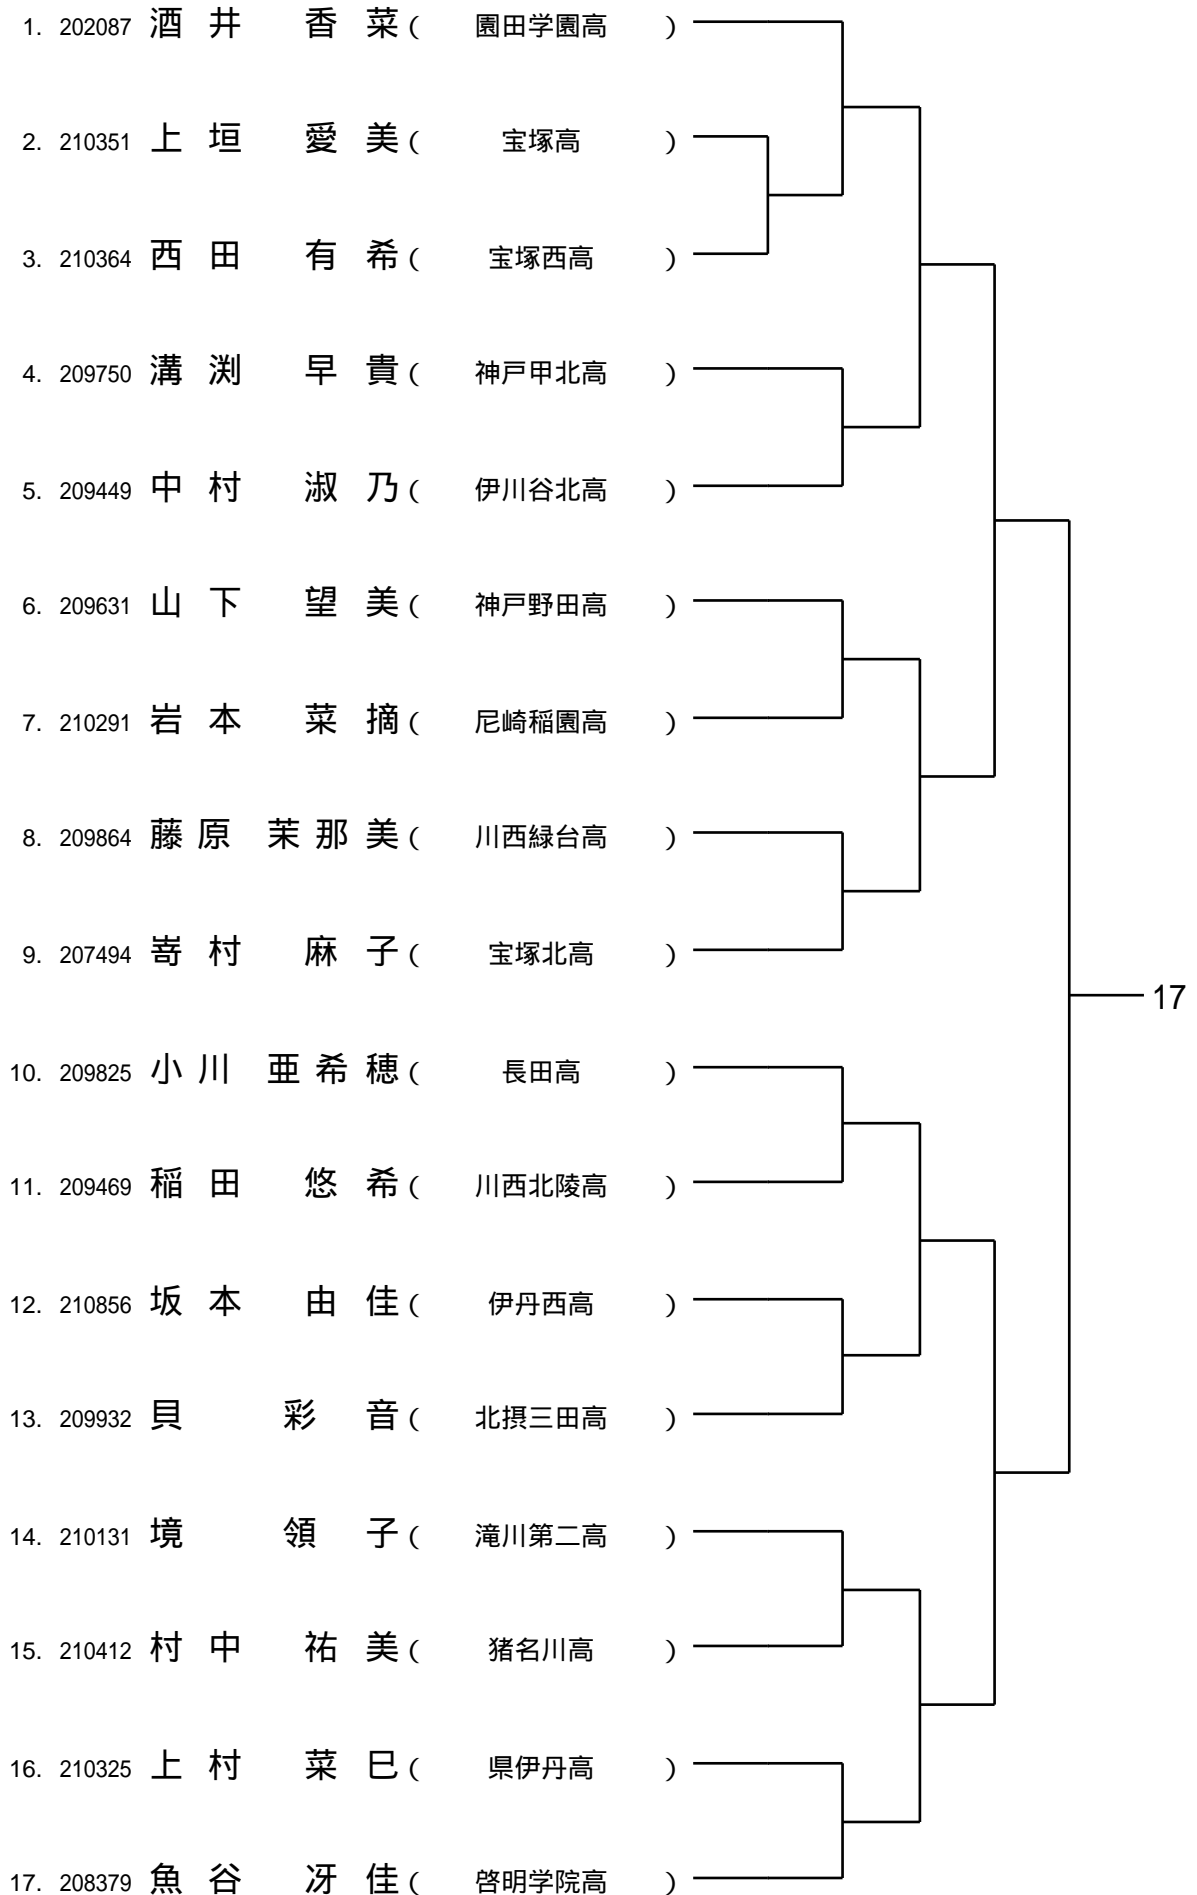 1. 202087 酒井 香菜 ( 園田学園高 )
2. 210351 上垣 愛美 ( 宝塚高 )
3. 210364 西田 有希 ( 宝塚西高 )
4. 209750 溝渕 早貴 ( 神戸甲北高 )
5. 209449 中村 淑乃 ( 伊川谷北高 )
6. 209631 山下 望美 ( 神戸野田高 )
7. 210291 岩本 菜摘 ( 尼崎稲園高 )
8. 209864 藤原 茉那美 ( 川西緑台高 )
9. 207494 嵜村 麻子 ( 宝塚北高 )
17
10. 209825 小川 亜希穂 ( 長田高 )
11. 209469 稲田 悠希 ( 川西北陵高 )
12. 210856 坂本 由佳 ( 伊丹西高 )
13. 209932 貝 彩音 ( 北摂三田高 )
14. 210131 境 領子 ( 滝川第二高 )
15. 210412 村中 祐美 ( 猪名川高 )
16. 210325 上村 菜巳 ( 県伊丹高 )
17. 208379 魚谷 冴佳 ( 啓明学院高 )